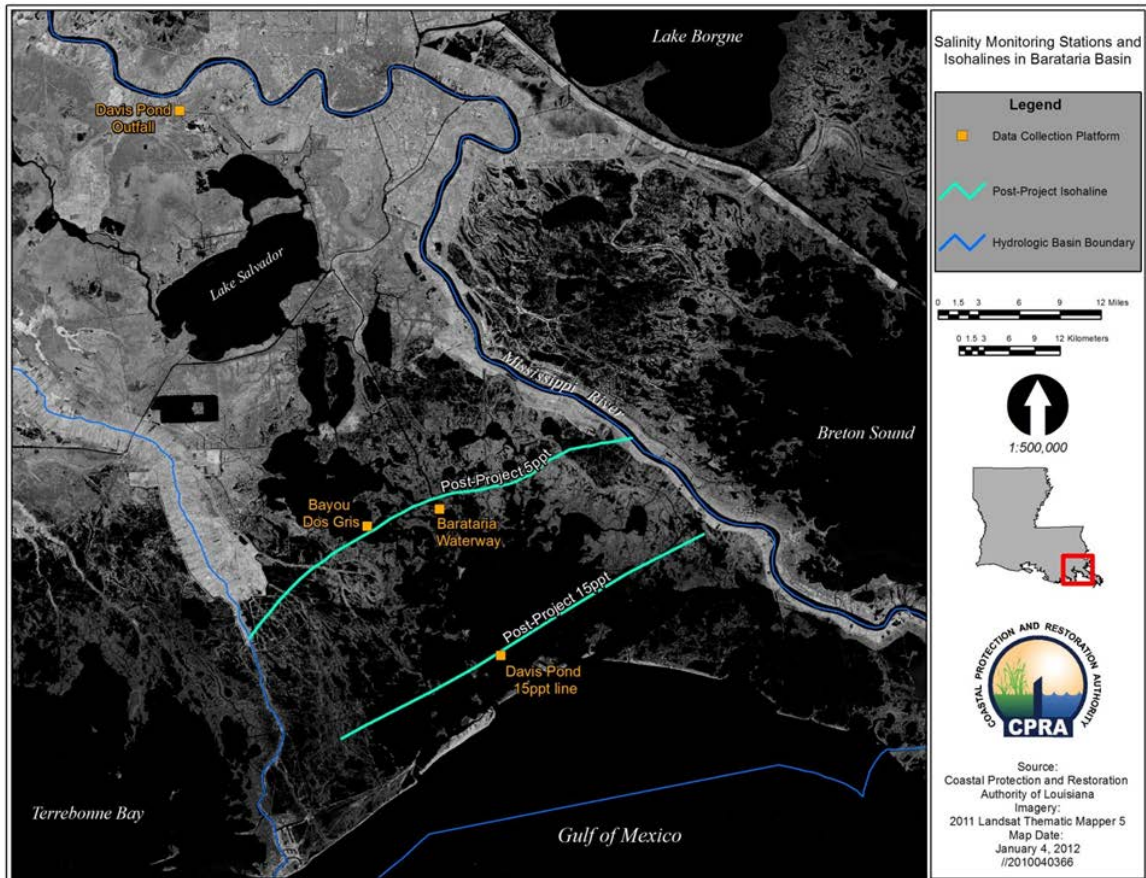 Lake Borgne
Davis Pond
Outfall
Lake Salvador
Mississippi River
Breton Sound
Post-Project 5ppt
Bayou
Dos Gris
Barataria
Waterway
Post-Project 15ppt
Davis Pond
15ppt line
Terrebonne Bay
Gulf of Mexico
Salinity Monitoring Stations and
Isohalines in Barataria Basin
Legend
Data Collection Platform
Post-Project Isohaline
Hydrologic Basin Boundary
0 1.5 3 6 9 12 Miles
0 1.5 3 6 9 12 Kilometers
1:500,000
COASTAL PROTECTION AND RESTORATION AUTHORITY
CPRA
Source:
Coastal Protection and Restoration
Authority of Louisiana
Imagery:
2011 Landsat Thematic Mapper 5
Map Date:
January 4, 2012
//2010040366